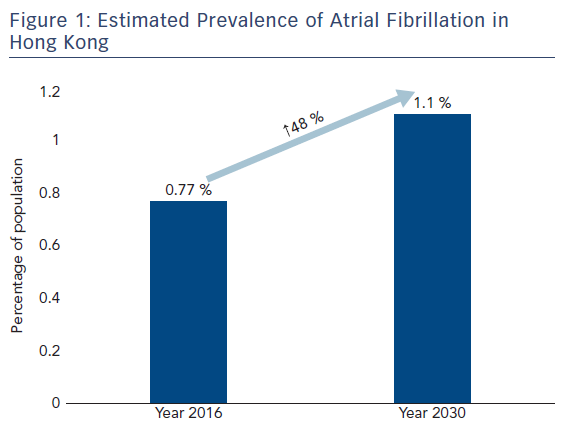 Figure 1: Estimated Prevalence of Atrial Fibrillation in
Hong Kong
Percentage of population
1.2
1
0.8
0.6
0.4
0.2
0
0.77 %
↑48 %
1.1 %
Year 2016
Year 2030